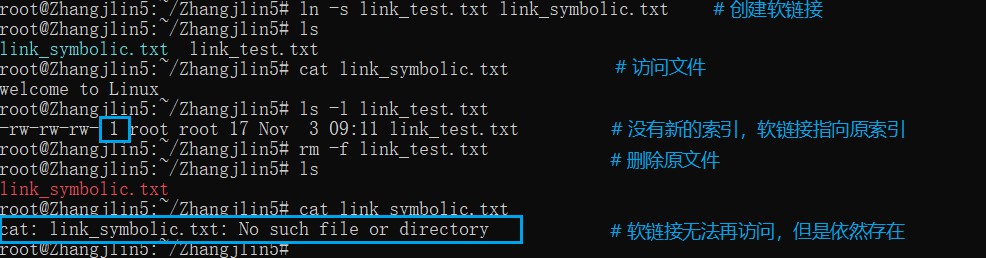 root@Zhangjlin5:~/Zhangjlin5# ln -s link_test.txt link_symbolic.txt # 创建软链接
root@Zhangjlin5:~/Zhangjlin5# ls
link_symbolic.txt link_test.txt
root@Zhangjlin5:~/Zhangjlin5# cat link_symbolic.txt # 访问文件
welcome to Linux
root@Zhangjlin5:~/Zhangjlin5# ls -l link_test.txt
-rw-rw-rw- 1 root root 17 Nov 3 09:11 link_test.txt # 没有新的索引，软链接指向原索引
root@Zhangjlin5:~/Zhangjlin5# rm -f link_test.txt # 删除原文件
root@Zhangjlin5:~/Zhangjlin5# ls
link_symbolic.txt
root@Zhangjlin5:~/Zhangjlin5# cat link_symbolic.txt
cat: link_symbolic.txt: No such file or directory # 软链接无法再访问，但是依然存在
root@Zhangjlin5:~/Zhangjlin5#